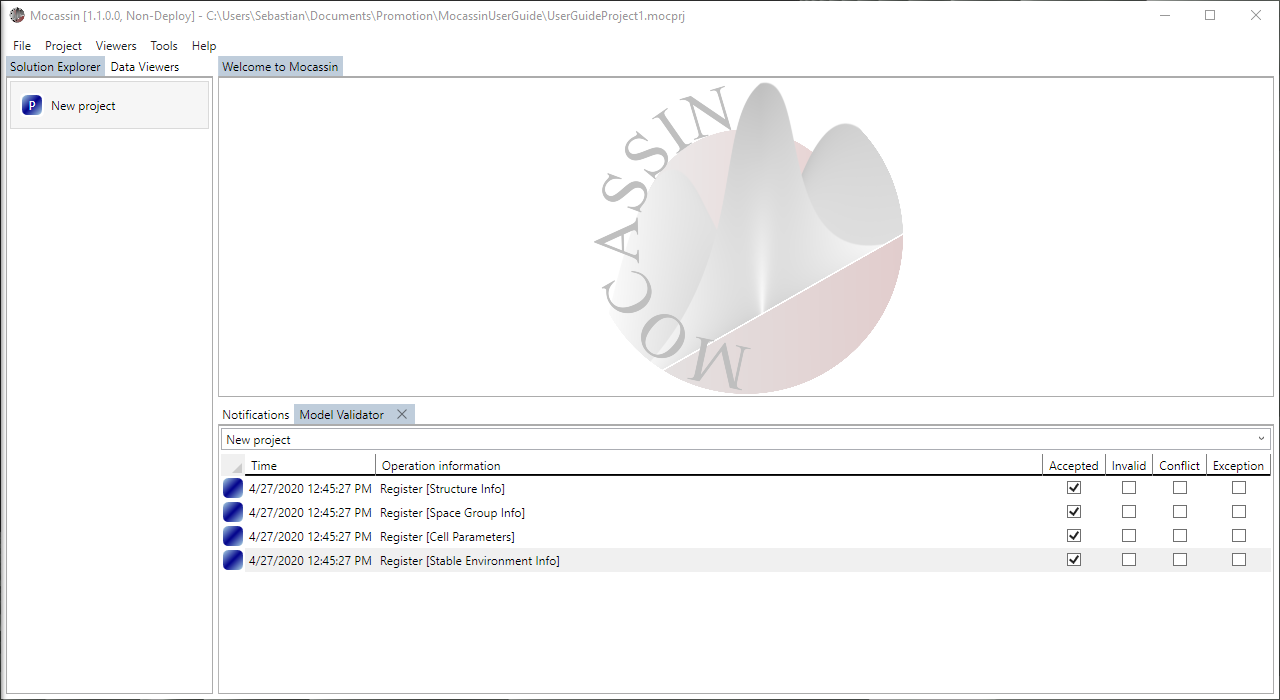 Mocassin [1.1.0.0, Non-Deploy] - C:\Users\Sebastian\Documents\Promotion\MocassinUserGuide\UserGuideProject1.mocprj
File Project Viewers Tools Help
Solution Explorer Data Viewers Welcome to Mocassin
P New project
MOCASSIN
Notifications Model Validator
New project
Time Operation information Accepted Invalid Conflict Exception
4/27/2020 12:45:27 PM Register [Structure Info]
4/27/2020 12:45:27 PM Register [Space Group Info]
4/27/2020 12:45:27 PM Register [Cell Parameters]
4/27/2020 12:45:27 PM Register [Stable Environment Info]